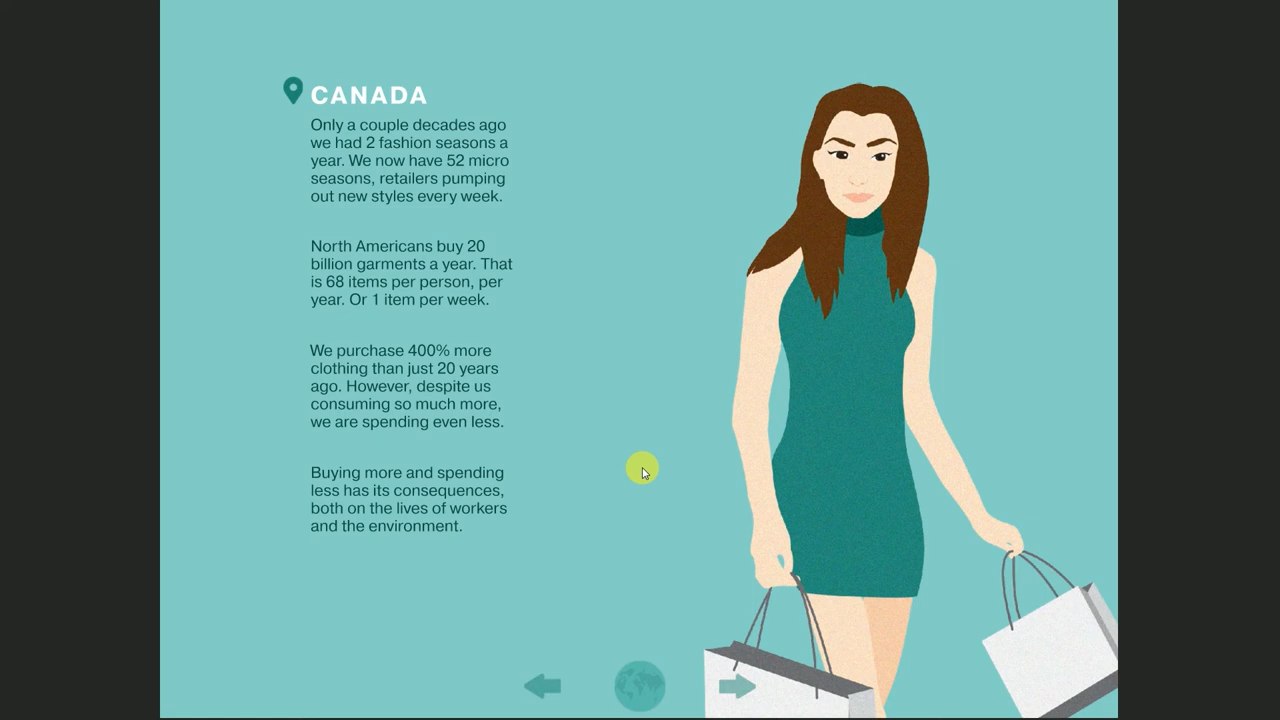 CANADA
Only a couple decades ago
we had 2 fashion seasons a
year. We now have 52 micro
seasons, retailers pumping
out new styles every week.
North Americans buy 20
billion garments a year. That
is 68 items per person, per
year. Or 1 item per week.
We purchase 400% more
clothing than just 20 years
ago. However, despite us
consuming so much more,
we are spending even less.
Buying more and spending
less has its consequences,
both on the lives of workers
and the environment.